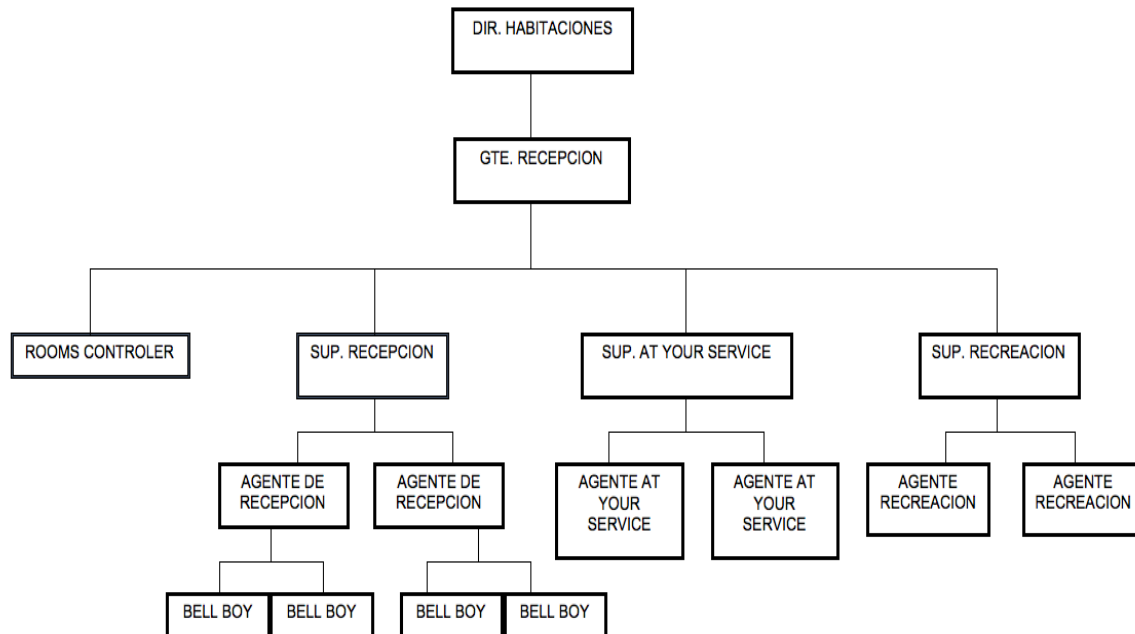 DIR. HABITACIONES
GTE. RECEPCION
ROOMS CONTROLER
SUP. RECEPCION
SUP. AT YOUR SERVICE
SUP. RECREACION
AGENTE DE
RECEPCION
AGENTE DE
RECEPCION
AGENTE AT
YOUR
SERVICE
AGENTE AT
YOUR
SERVICE
AGENTE
RECREACION
AGENTE
RECREACION
BELL BOY
BELL BOY
BELL BOY
BELL BOY